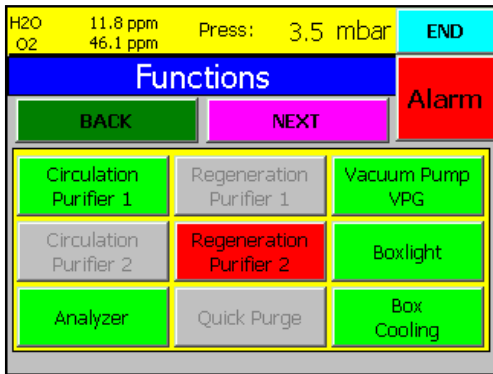 H2O 11.8 ppm
O2 46.1 ppm
Press: 3.5 mbar
END
Functions
Alarm
BACK
NEXT
Circulation
Purifier 1
Regeneration
Purifier 1
Vacuum Pump
VPG
Circulation
Purifier 2
Regeneration
Purifier 2
Boxlight
Analyzer
Quick Purge
Box
Cooling